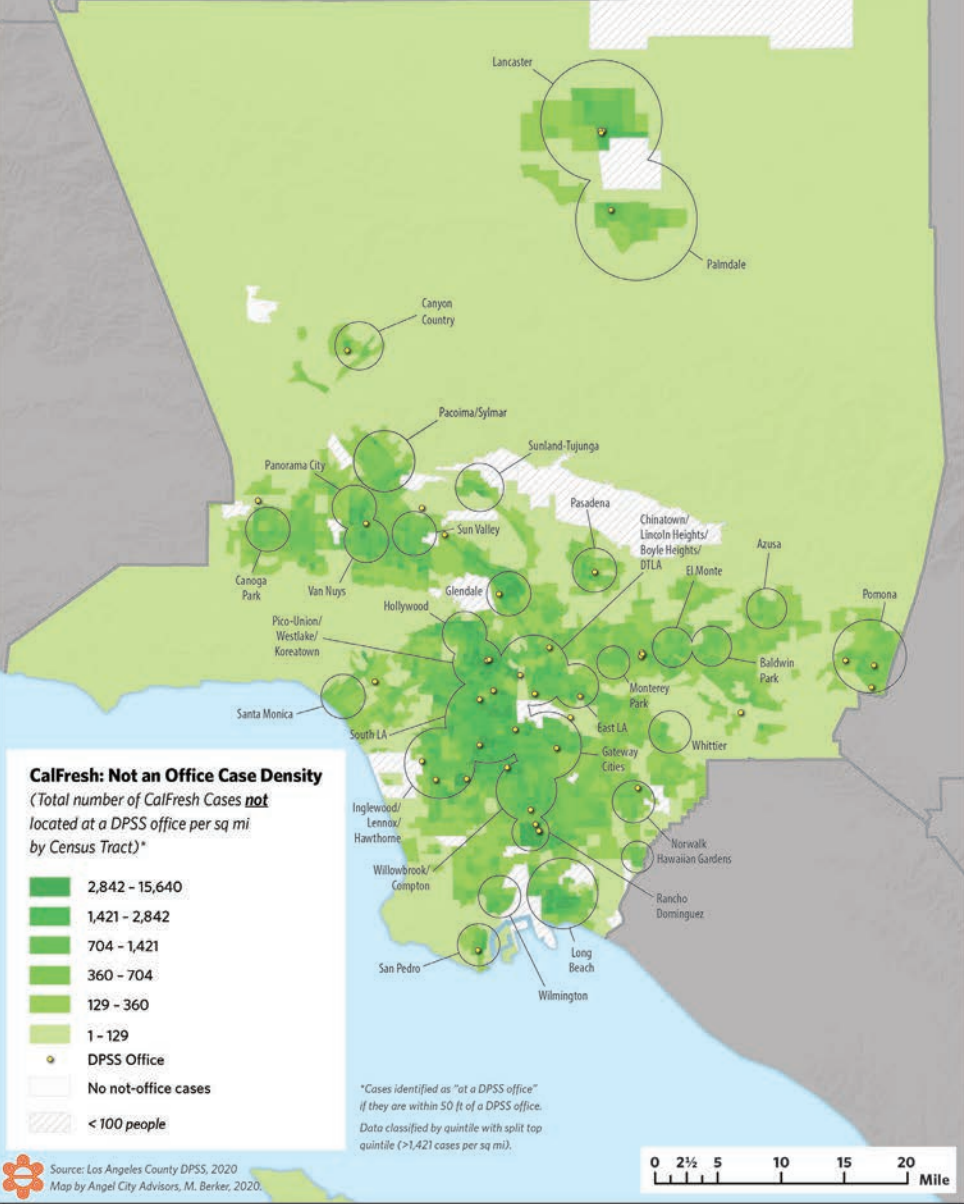 Lancaster
Palmdale
Canyon
Country
Pacoima/Sylmar
Sunland-Tujunga
Panorama City
Pasadena
Chinatown/
Lincoln Heights/
Boyle Heights/
DTLA
Sun Valley
Azusa
El Monte
Canoga
Park
Van Nuys
Glendale
Hollywood
Pomona
Pico-Union/
Westlake/
Koreatown
Baldwin
Park
Monterey
Park
Santa Monica
East LA
South LA
Whittier
Gateway
Cities
Inglewood/
Lennox/
Hawthorne
Norwalk
Hawaiian Gardens
Willowbrook/
Compton
Rancho
Dominguez
San Pedro
Long
Beach
Wilmington
CalFresh: Not an Office Case Density
(Total number of CalFresh Cases not
located at a DPSS office per sq mi
by Census Tract)*
2,842 - 15,640
1,421 - 2,842
704 - 1,421
360 - 704
129 - 360
1 - 129
DPSS Office
No not-office cases
< 100 people
*Cases identified as "at a DPSS office"
if they are within 50 ft of a DPSS office.
Data classified by quintile with split top
quintile (>1,421 cases per sq mi).
Source: Los Angeles County DPSS, 2020
Map by Angel City Advisors, M. Berker, 2020.
0 2½ 5 10 15 20
Mile